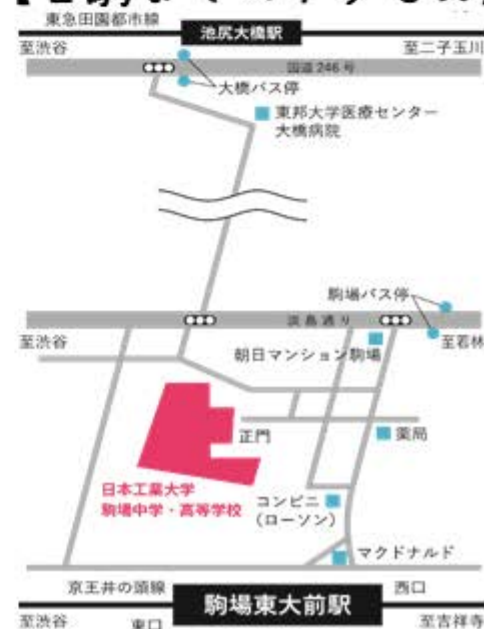 東急田園都市線
池尻大橋駅
至渋谷
至二子玉川
国道246号
大橋バス停
東邦大学医療センター
大橋病院
駒場バス停
淡島通り
至渋谷
至若林
朝日マンション駒場
正門
薬局
日本工業大学
駒場中学・高等学校
コンビニ
(ローソン)
マクドナルド
京王井の頭線
西口
駒場東大前駅
至渋谷
東口
至吉祥寺